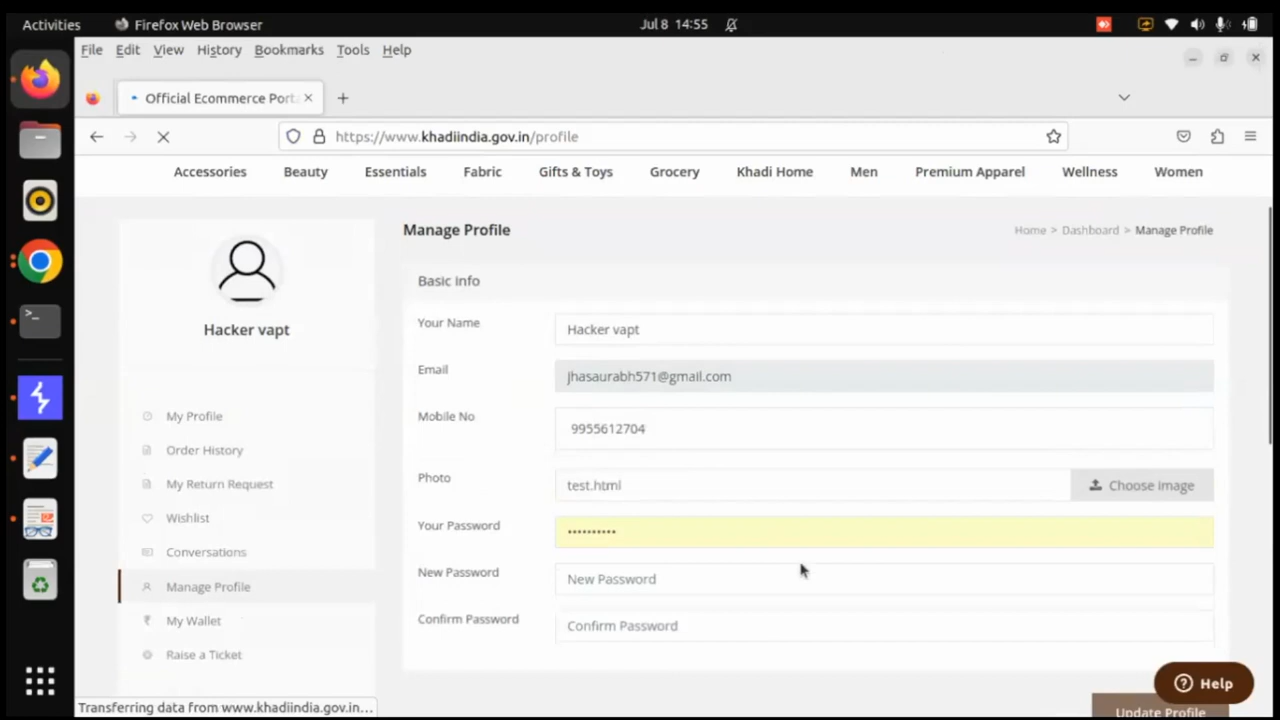 Activities Firefox Web Browser Jul 8 14:55
File Edit View History Bookmarks Tools Help
Official Ecommerce Port
https://www.khadiindia.gov.in/profile
Accessories Beauty Essentials Fabric Gifts & Toys Grocery Khadi Home Men Premium Apparel Wellness Women
Manage Profile Home > Dashboard > Manage Profile
Basic info
Hacker vapt
Your Name Hacker vapt
Email jhasaurabh571@gmail.com
Mobile No 9955612704
Photo test.html Choose image
Your Password ••••••••••
New Password New Password
Confirm Password Confirm Password
My Profile
Order History
My Return Request
Wishlist
Conversations
Manage Profile
My Wallet
Raise a Ticket
Help
Update Profile
Transferring data from www.khadiindia.gov.in...